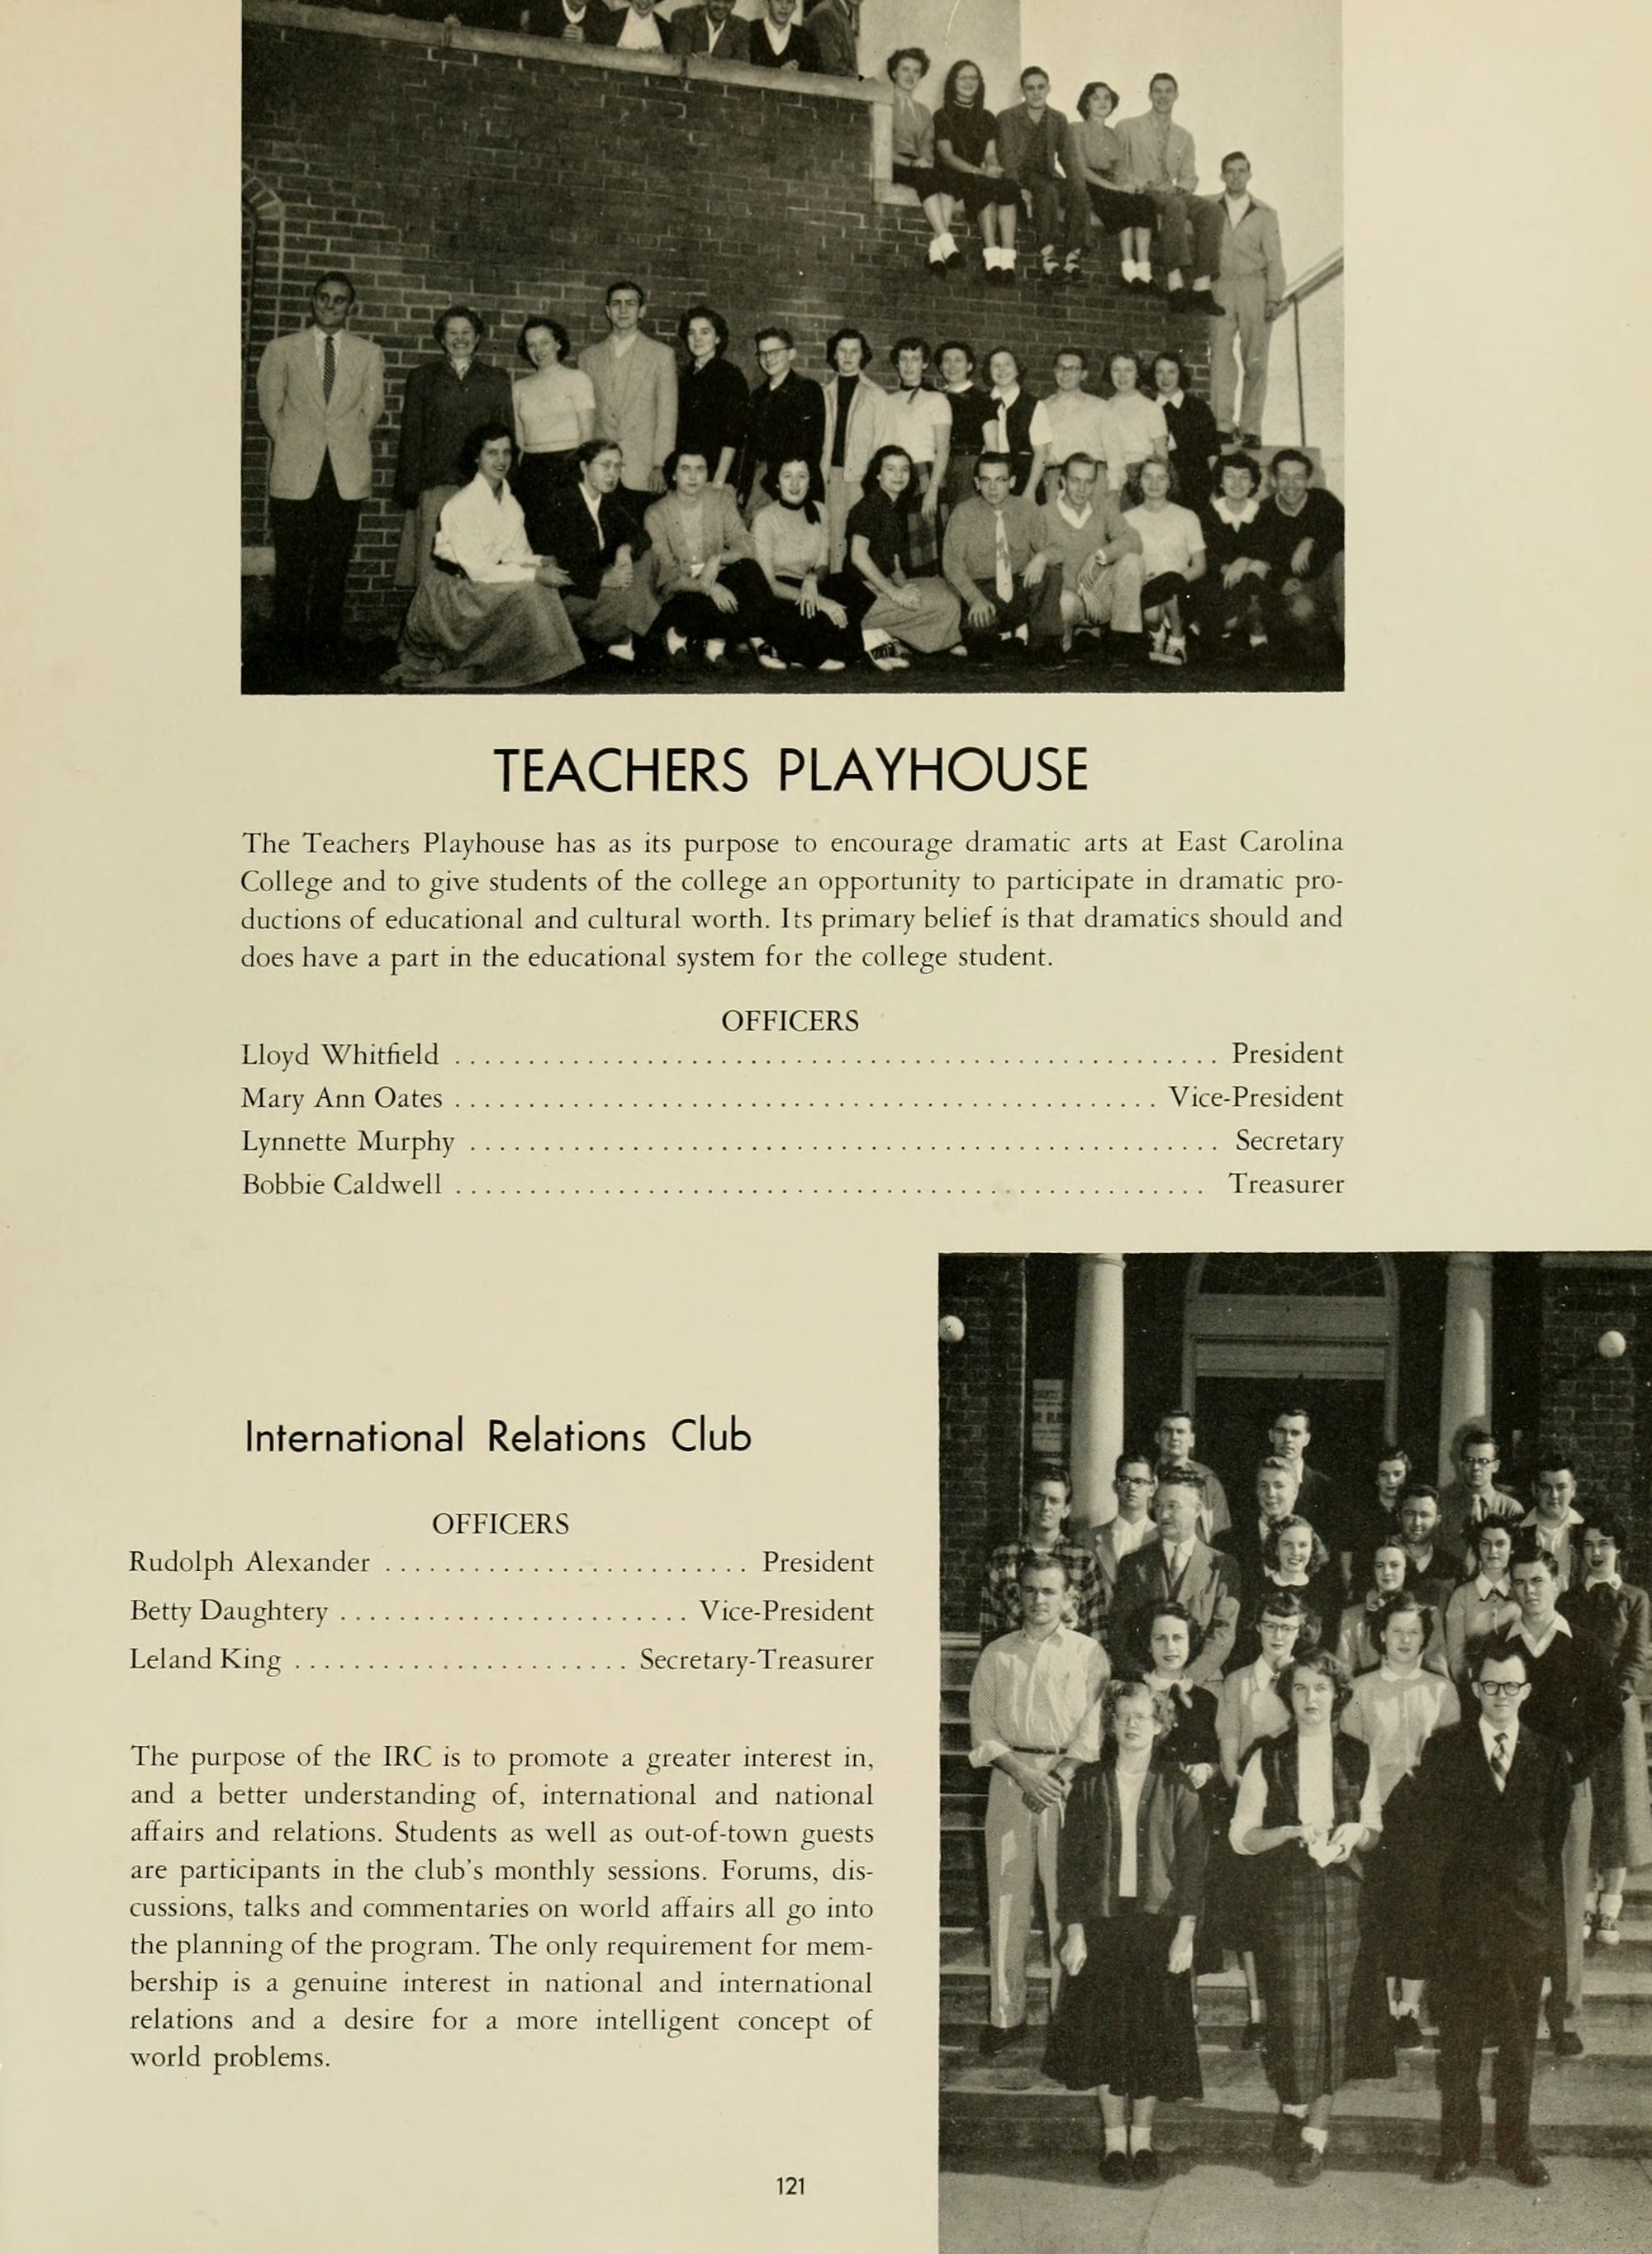 TEACHERS PLAYHOUSE
The Teachers Playhouse has as its purpose to encourage dramatic arts at East Carolina
College and to give students of the college an opportunity to participate in dramatic pro-
ductions of educational and cultural worth. Its primary belief is that dramatics should and
does have a part in the educational system for the college student.
OFFICERS
Lloyd Whitfield .................................................... President
Mary Ann Oates ................................................ Vice-President
Lynnette Murphy ................................................... Secretary
Bobbie Caldwell ................................................... Treasurer
International Relations Club
OFFICERS
Rudolph Alexander ......................... President
Betty Daughtery ........................ Vice-President
Leland King ....................... Secretary-Treasurer
The purpose of the IRC is to promote a greater interest in,
and a better understanding of, international and national
affairs and relations. Students as well as out-of-town guests
are participants in the club's monthly sessions. Forums, dis-
cussions, talks and commentaries on world affairs all go into
the planning of the program. The only requirement for mem-
bership is a genuine interest in national and international
relations and a desire for a more intelligent concept of
world problems.
121